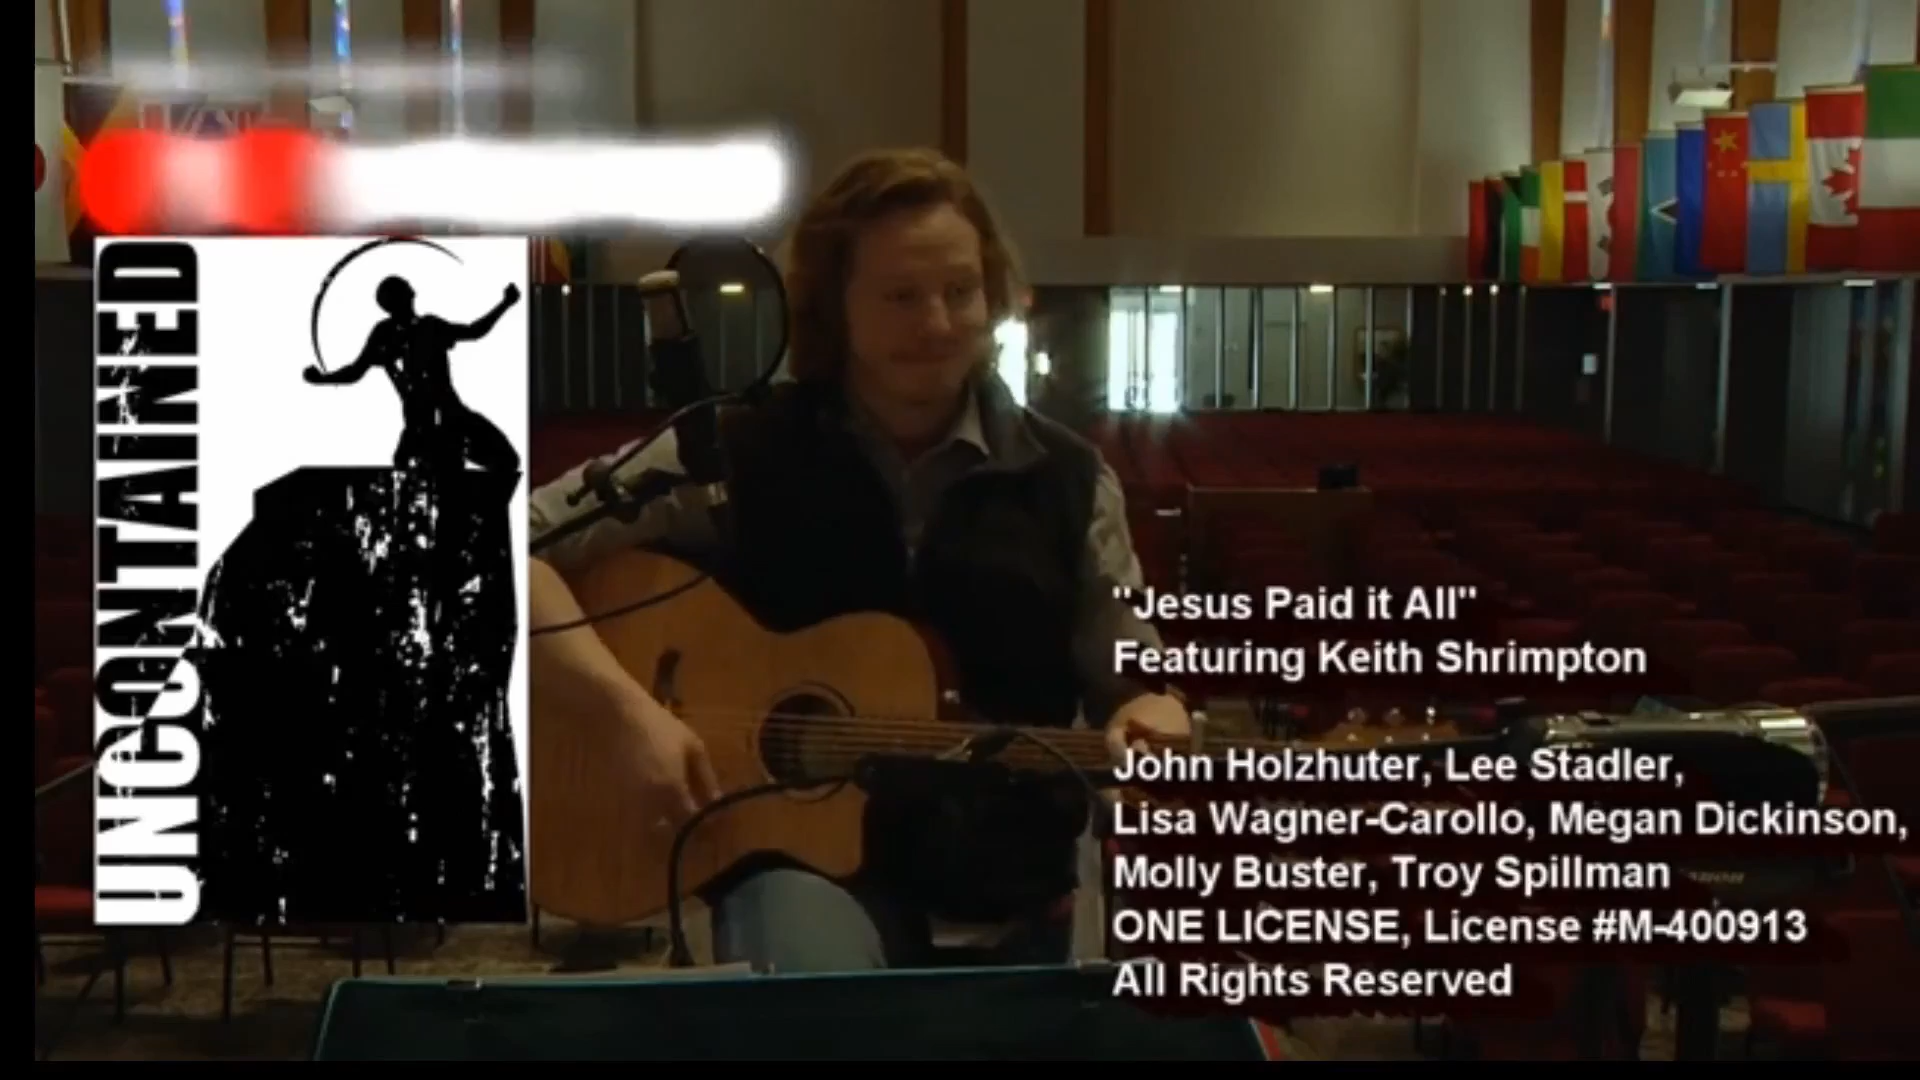 UNCONTAINED
"Jesus Paid it All"
Featuring Keith Shrimpton
John Holzhuter, Lee Stadler,
Lisa Wagner-Carollo, Megan Dickinson,
Molly Buster, Troy Spillman
ONE LICENSE, License #M-400913
All Rights Reserved